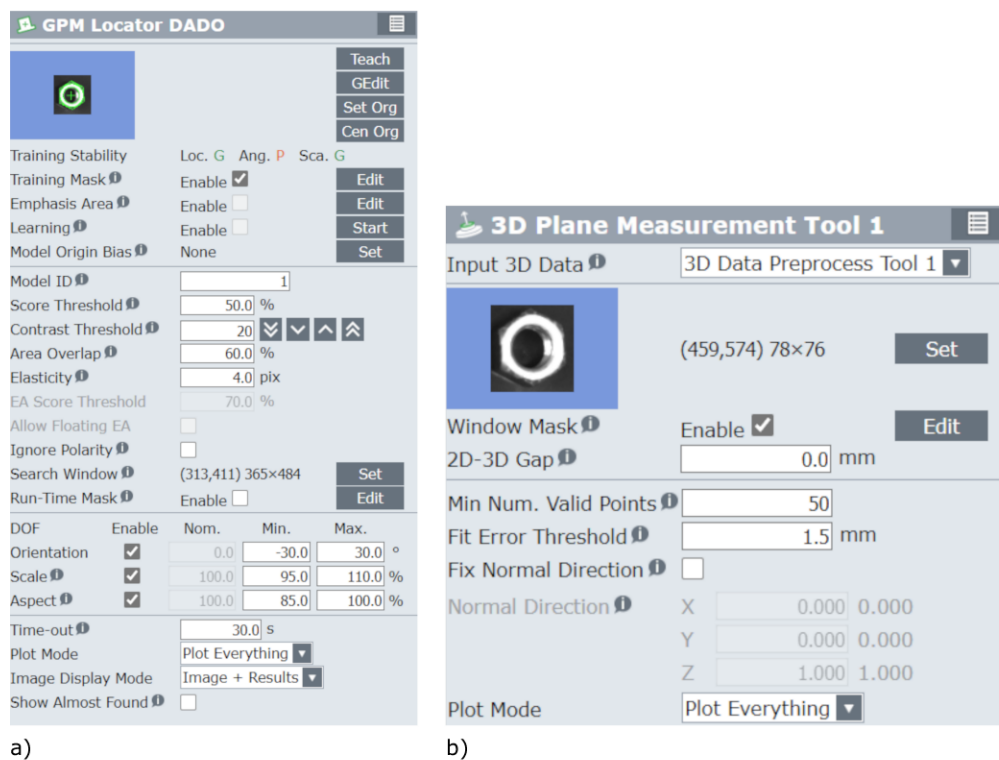 GPM Locator DADO
Teach
GEdit
Set Org
Cen Org
Training Stability Loc. G Ang. P Sca. G
Training Mask Enable Edit
Emphasis Area Enable Edit
Learning Enable Start
Model Origin Bias None Set
Model ID 1
Score Threshold 50.0 %
Contrast Threshold 20
Area Overlap 60.0 %
Elasticity 4.0 pix
EA Score Threshold 70.0 %
Allow Floating EA
Ignore Polarity
Search Window (313,411) 365×484 Set
Run-Time Mask Enable Edit
DOF Enable Nom. Min. Max.
Orientation 0.0 -30.0 30.0 °
Scale 100.0 95.0 110.0 %
Aspect 100.0 85.0 100.0 %
Time-out 30.0 s
Plot Mode Plot Everything
Image Display Mode Image + Results
Show Almost Found
a)
3D Plane Measurement Tool 1
Input 3D Data 3D Data Preprocess Tool 1
(459,574) 78×76 Set
Window Mask Enable Edit
2D-3D Gap 0.0 mm
Min Num. Valid Points 50
Fit Error Threshold 1.5 mm
Fix Normal Direction
Normal Direction X 0.000 0.000
Y 0.000 0.000
Z 1.000 1.000
Plot Mode Plot Everything
b)